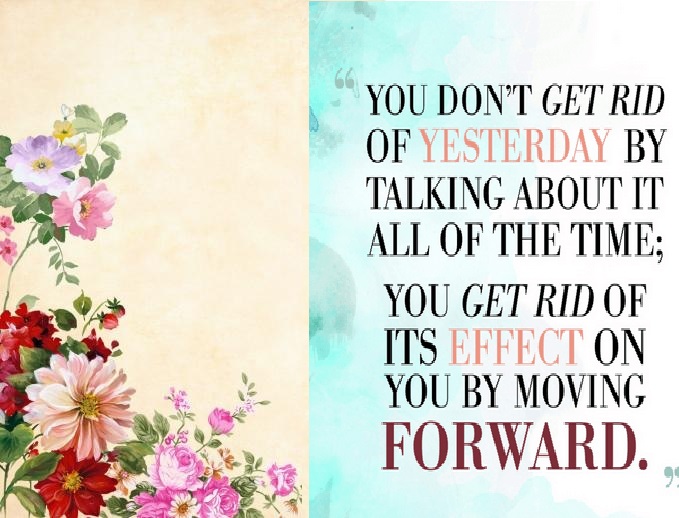 “
YOU DON’T GET RID
OF YESTERDAY BY
TALKING ABOUT IT
ALL OF THE TIME;
YOU GET RID OF
ITS EFFECT ON
YOU BY MOVING
FORWARD.
”